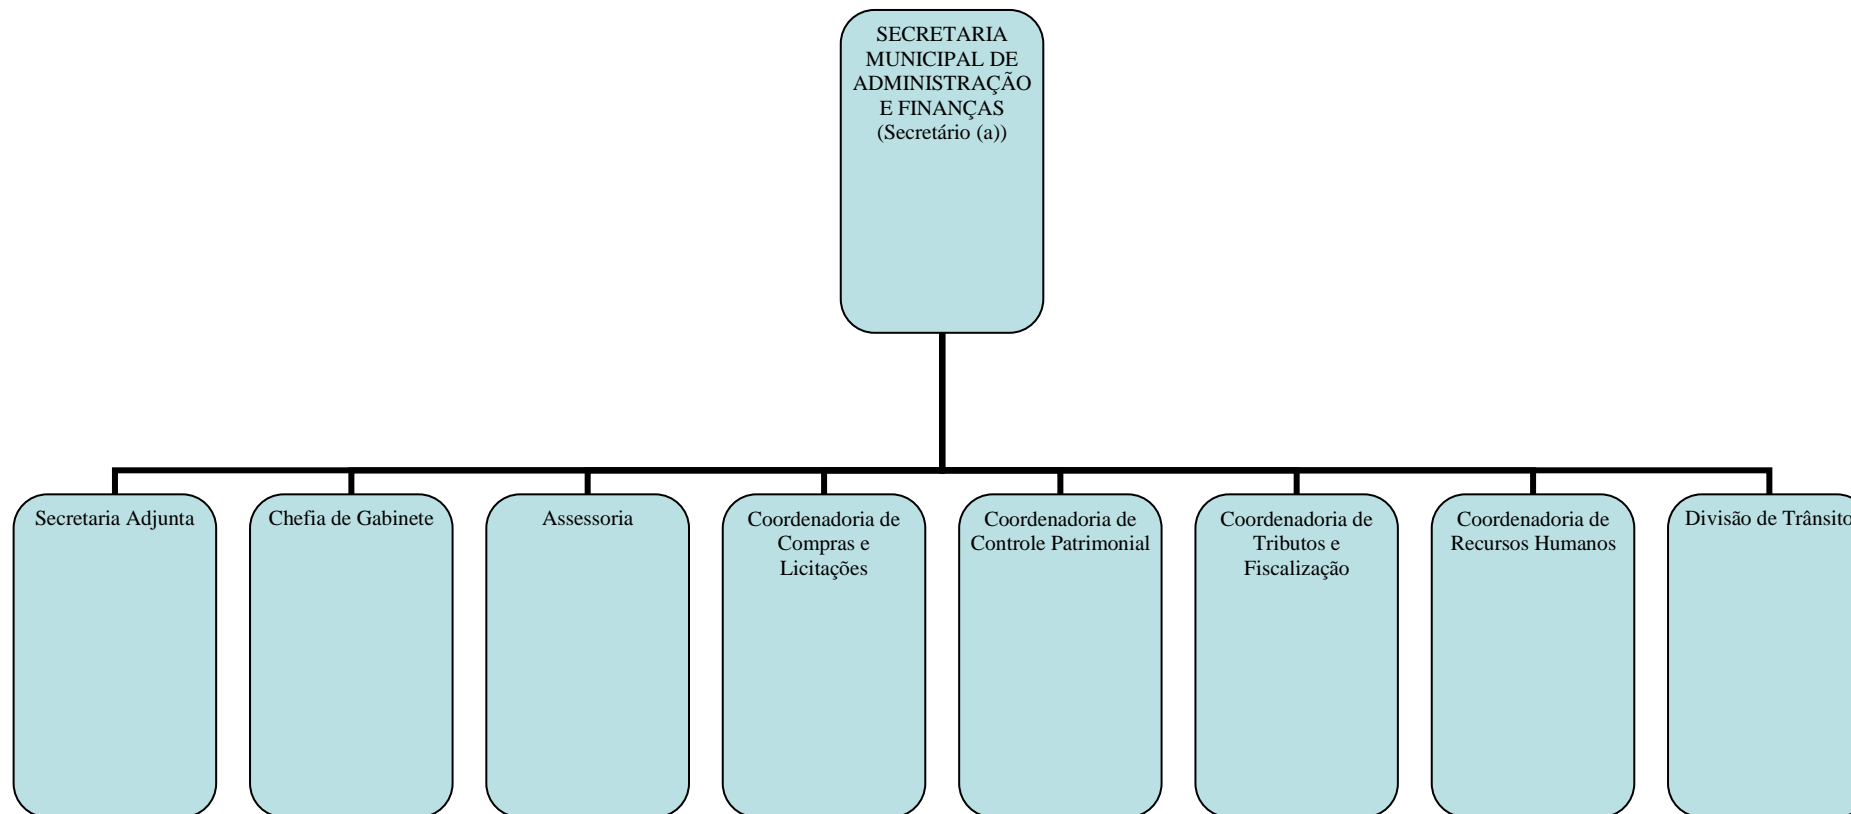 SECRETARIA
MUNICIPAL DE
ADMINISTRAÇÃO
E FINANÇAS
(Secretário (a))
Secretaria Adjunta
Chefia de Gabinete
Assessoria
Coordenadoria de
Compras e
Licitações
Coordenadoria de
Controle Patrimonial
Coordenadoria de
Tributos e
Fiscalização
Coordenadoria de
Recursos Humanos
Divisão de Trânsito